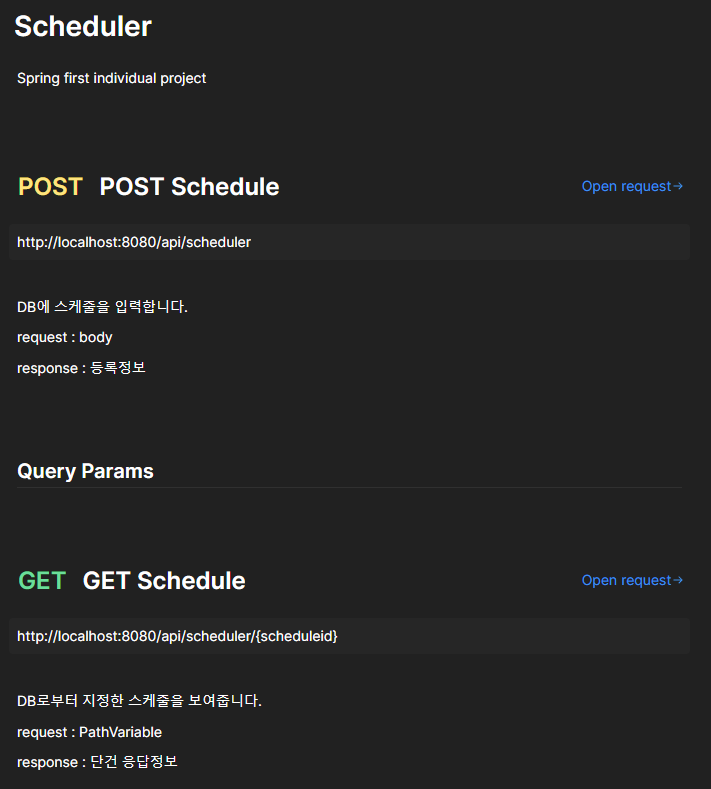 Scheduler
Spring first individual project
POST POST Schedule Open request→
http://localhost:8080/api/scheduler
DB에 스케줄을 입력합니다.
request : body
response : 등록정보
Query Params
GET GET Schedule Open request→
http://localhost:8080/api/scheduler/{scheduleid}
DB로부터 지정한 스케줄을 보여줍니다.
request : PathVariable
response : 단건 응답정보